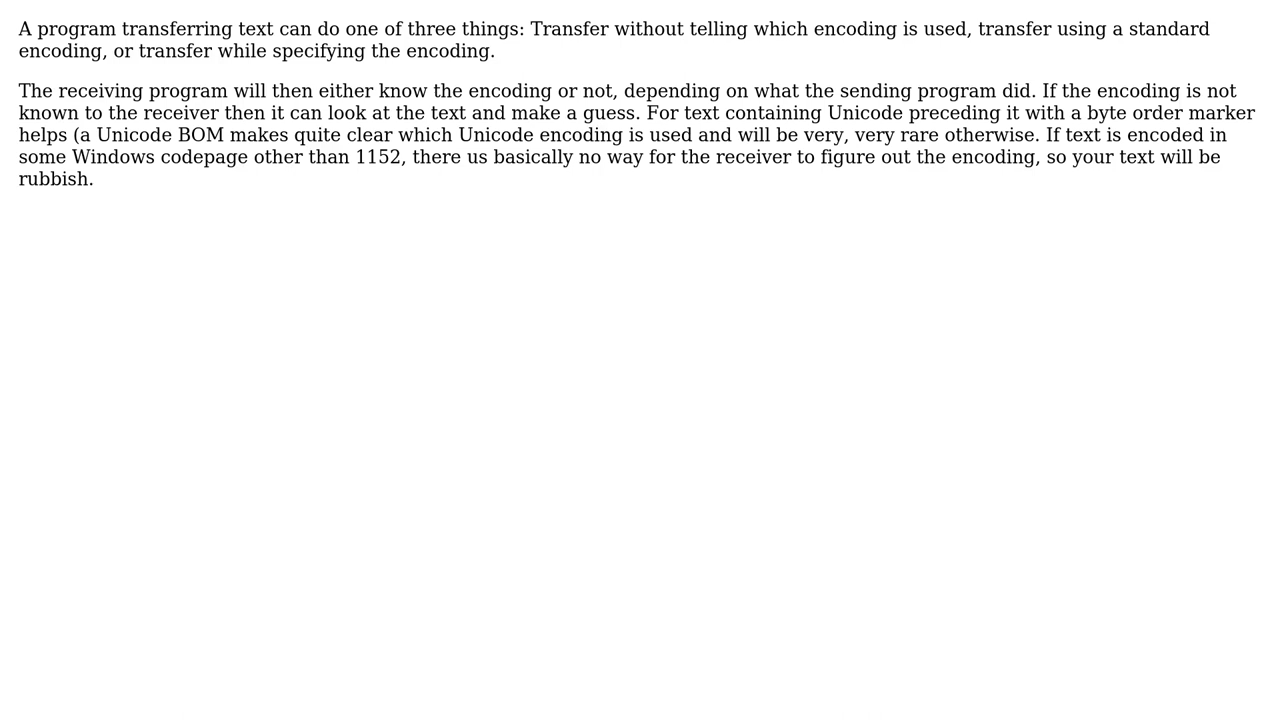 A program transferring text can do one of three things: Transfer without telling which encoding is used, transfer using a standard
encoding, or transfer while specifying the encoding.
The receiving program will then either know the encoding or not, depending on what the sending program did. If the encoding is not
known to the receiver then it can look at the text and make a guess. For text containing Unicode preceding it with a byte order marker
helps (a Unicode BOM makes quite clear which Unicode encoding is used and will be very, very rare otherwise. If text is encoded in
some Windows codepage other than 1152, there us basically no way for the receiver to figure out the encoding, so your text will be
rubbish.